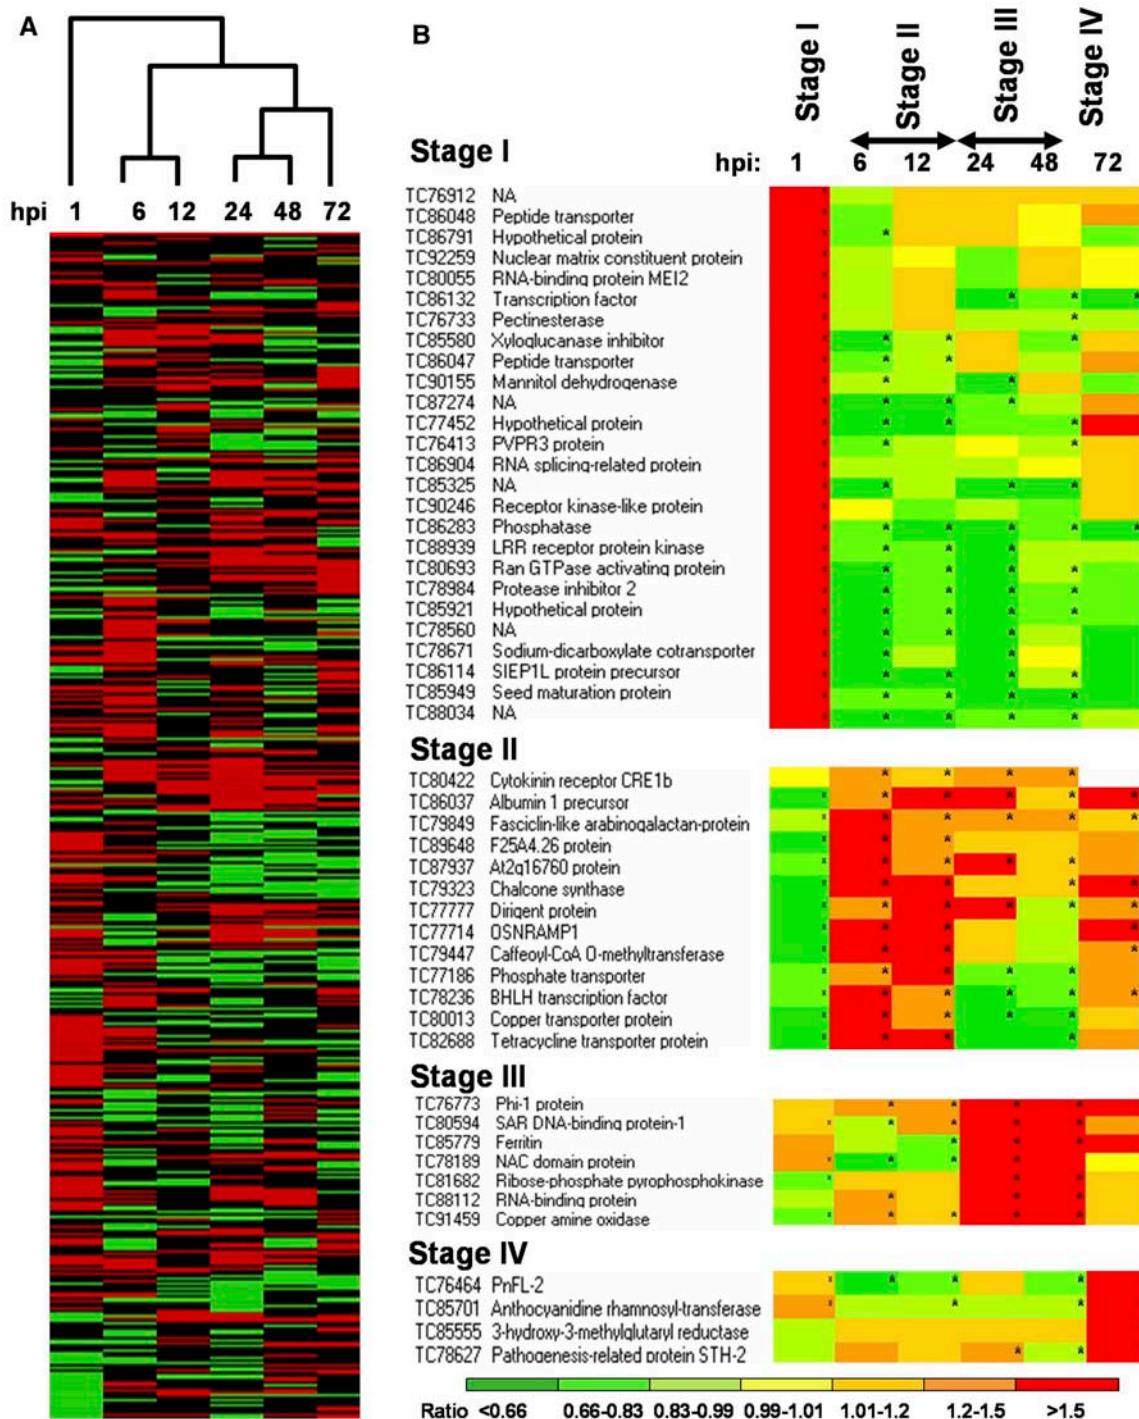 A
hpi 1 6 12 24 48 72
B
Stage I
Stage II
Stage III
Stage IV
Stage I
hpi: 1 6 12 24 48 72
TC76912 NA
TC86048 Peptide transporter
TC86791 Hypothetical protein
TC92259 Nuclear matrix constituent protein
TC80055 RNA-binding protein MEI2
TC86132 Transcription factor
TC76733 Pectinesterase
TC85580 Xyloglucanase inhibitor
TC86047 Peptide transporter
TC90155 Mannitol dehydrogenase
TC87274 NA
TC77452 Hypothetical protein
TC76413 PVPR3 protein
TC86904 RNA splicing-related protein
TC85325 NA
TC90246 Receptor kinase-like protein
TC86283 Phosphatase
TC88939 LRR receptor protein kinase
TC80693 Ran GTPase activating protein
TC78984 Protease inhibitor 2
TC85921 Hypothetical protein
TC78560 NA
TC78671 Sodium-dicarboxylate cotransporter
TC86114 SIEP1L protein precursor
TC85949 Seed maturation protein
TC88034 NA
Stage II
TC80422 Cytokinin receptor CRE1b
TC86037 Albumin 1 precursor
TC79849 Fasciclin-like arabinogalactan-protein
TC89648 F25A4.26 protein
TC87937 At2g16760 protein
TC79323 Chalcone synthase
TC77777 Dirigent protein
TC77714 OSNRAMP1
TC79447 Caffeoyl-CoA O-methyltransferase
TC77186 Phosphate transporter
TC78236 BHLH transcription factor
TC80013 Copper transporter protein
TC82688 Tetracycline transporter protein
Stage III
TC76773 Phi-1 protein
TC80594 SAR DNA-binding protein-1
TC85779 Ferritin
TC78189 NAC domain protein
TC81682 Ribose-phosphate pyrophosphokinase
TC88112 RNA-binding protein
TC91459 Copper amine oxidase
Stage IV
TC76464 PnFL-2
TC85701 Anthocyanidine rhamnosyl-transferase
TC85555 3-hydroxy-3-methylglutaryl reductase
TC78627 Pathogenesis-related protein STH-2
Ratio <0.66 0.66-0.83 0.83-0.99 0.99-1.01 1.01-1.2 1.2-1.5 >1.5